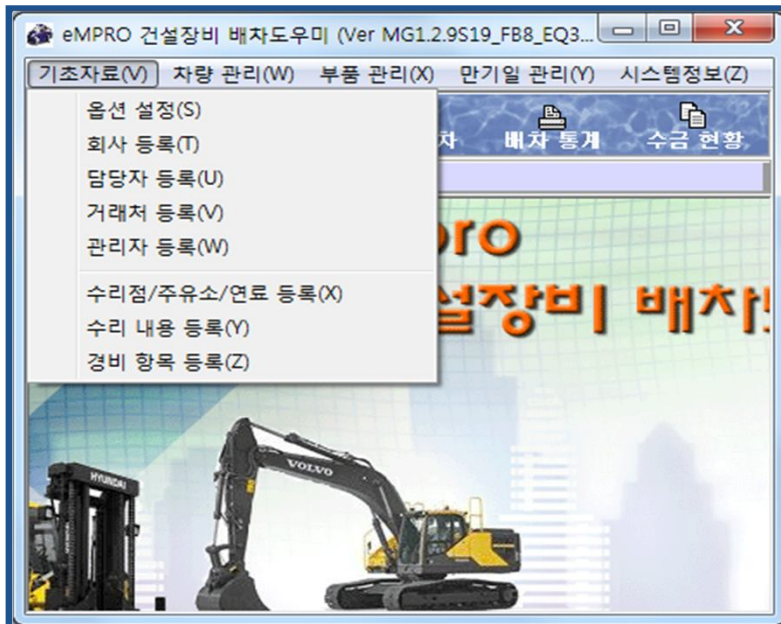 eMPRO 건설장비 배차도우미 (Ver MG1.2.9S19_FB8_EQ3...
기초자료(V) 차량 관리(W) 부품 관리(X) 만기일 관리(Y) 시스템정보(Z)
옵션 설정(S)
회사 등록(T)
담당자 등록(U)
거래처 등록(V)
관리자 등록(W)
수리점/주유소/연료 등록(X)
수리 내용 등록(Y)
경비 항목 등록(Z)
차 배차 통계 수금 현황
pro
설장비 배차도
HYUNDAI
VOLVO